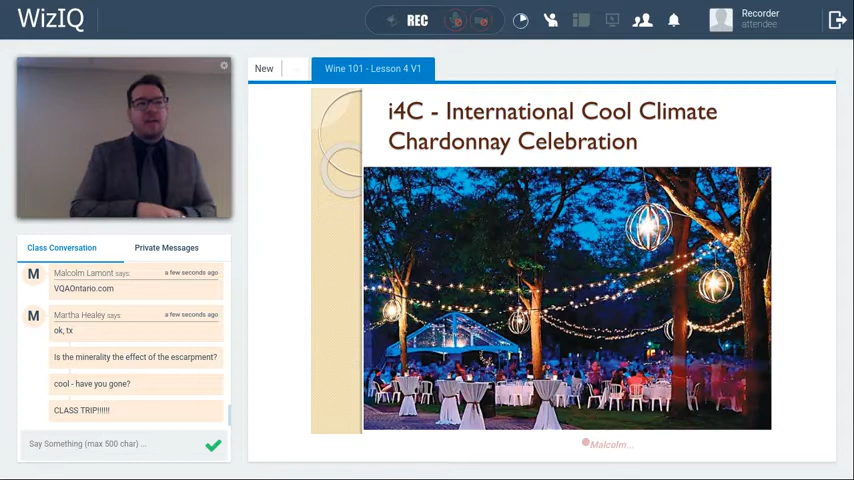 WizIQ
REC
Recorder
attendee
New
Wine 101 - Lesson 4 V1
i4C - International Cool Climate
Chardonnay Celebration
Class Conversation
Private Messages
M
Malcolm Lamont says:
a few seconds ago
VQAOntario.com
M
Martha Healey says:
a few seconds ago
ok, tx
Is the minerality the effect of the escarpment?
cool - have you gone?
CLASS TRIP!!!!!!
Say Something (max 500 char) ...
Malcolm...